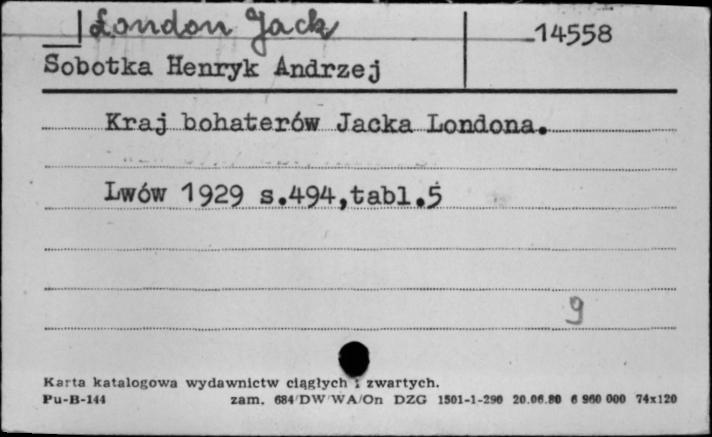 London Jack
14558
Sobotka Henryk Andrzej
Kraj bohaterów Jacka Londona.
Lwów 1929 s.494,tabl.5
9
Karta katalogowa wydawnictw ciągłych i zwartych.
Pu-B-144 zam. 684/DW/WA/On DZG 1501-1-290 20.06.80 6 960 000 74x120